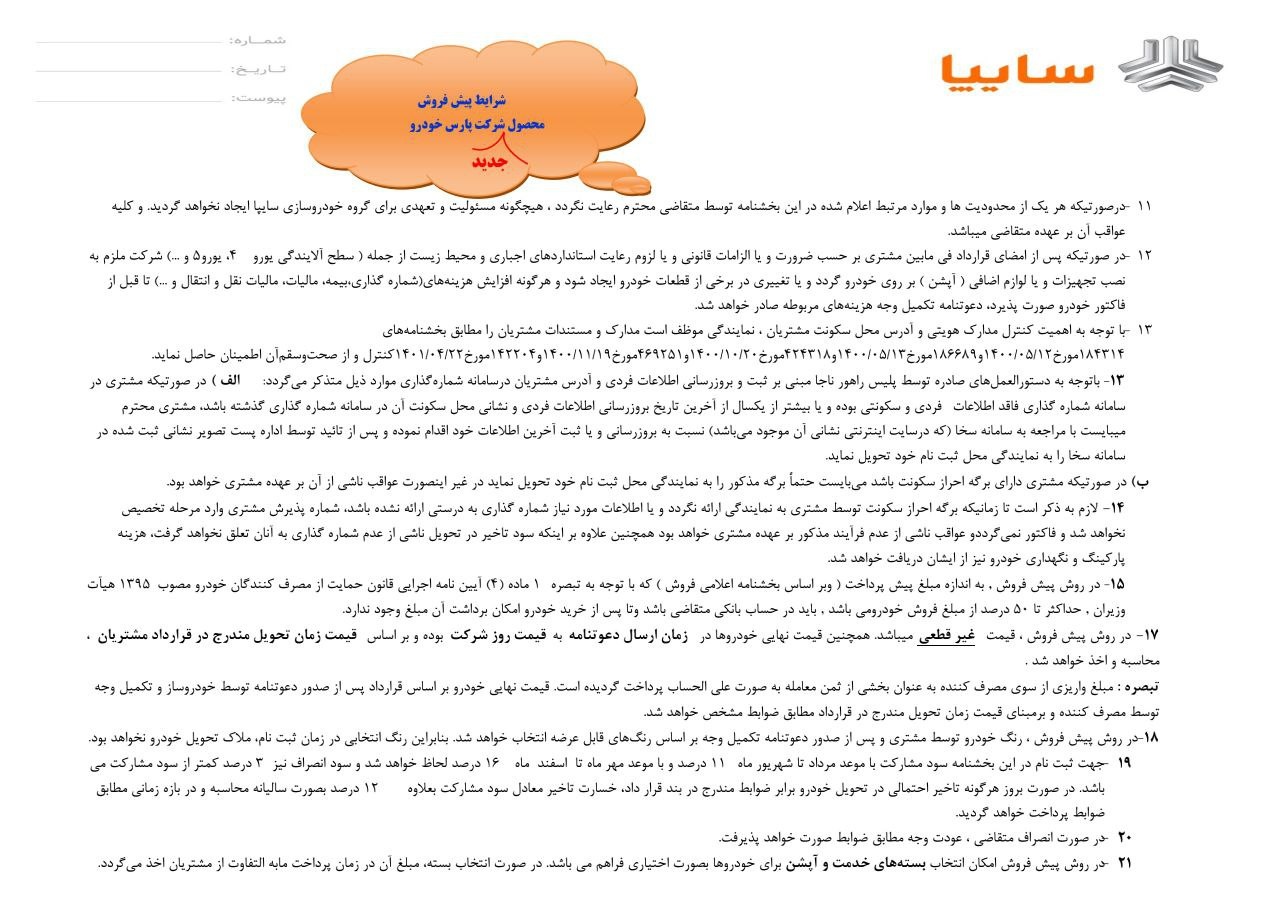 سایپا
شماره:
تاریخ:
پیوست:
شرایط پیش فروش
محصول شرکت پارس خودرو
جدید
۱۱ -درصورتیکه هر یک از محدودیت ها و موارد مرتبط اعلام شده در این بخشنامه توسط متقاضی محترم رعایت نگردد ، هیچگونه مسئولیت و تعهدی برای گروه خودروسازی سایپا ایجاد نخواهد گردید. و کلیه
عواقب آن بر عهده متقاضی میباشد.
۱۲ -در صورتیکه پس از امضای قرارداد فی مابین مشتری بر حسب ضرورت و یا الزامات قانونی و یا لزوم رعایت استانداردهای اجباری و محیط زیست از جمله ( سطح آلایندگی یورو ۴، یورو۵ و ...) شرکت ملزم به
نصب تجهیزات و یا لوازم اضافی ( آپشن ) بر روی خودرو گردد و یا تغییری در برخی از قطعات خودرو ایجاد شود و هرگونه افزایش هزینه‌های(شماره گذاری،بیمه، مالیات، مالیات نقل و انتقال و ...) تا قبل از
فاکتور خودرو صورت پذیرد، دعوتنامه تکمیل وجه هزینه‌های مربوطه صادر خواهد شد.
۱۳ -با توجه به اهمیت کنترل مدارک هویتی و آدرس محل سکونت مشتریان ، نمایندگی موظف است مدارک و مستندات مشتریان را مطابق بخشنامه‌های
۱۸۴۳۱۴مورخ۱۴۰۰/۰۵/۱۲و۱۸۶۶۸۹مورخ۱۴۰۰/۰۵/۱۳و۴۲۴۳۱۸مورخ۱۴۰۰/۱۰/۲۰و۴۶۹۲۵۱مورخ۱۴۰۰/۱۱/۱۹و۱۴۲۲۰۴مورخ۱۴۰۱/۰۴/۲۲کنترل و از صحت‌وسقم‌آن اطمینان حاصل نماید.
۱۳- باتوجه به دستورالعمل‌های صادره توسط پلیس راهور ناجا مبنی بر ثبت و بروزرسانی اطلاعات فردی و آدرس مشتریان درسامانه شماره‌گذاری موارد ذیل متذکر می‌گردد: الف ) در صورتیکه مشتری در
سامانه شماره گذاری فاقد اطلاعات فردی و سکونتی بوده و یا بیشتر از یکسال از آخرین تاریخ بروزرسانی اطلاعات فردی و نشانی محل سکونت آن در سامانه شماره گذاری گذشته باشد، مشتری محترم
میبایست با مراجعه به سامانه سخا (که درسایت اینترنتی نشانی آن موجود می‌باشد) نسبت به بروزرسانی و یا ثبت آخرین اطلاعات خود اقدام نموده و پس از تائید توسط اداره پست تصویر نشانی ثبت شده در
سامانه سخا را به نمایندگی محل ثبت نام خود تحویل نماید.
ب) در صورتیکه مشتری دارای برگه احراز سکونت باشد می‌بایست حتماً برگه مذکور را به نمایندگی محل ثبت نام خود تحویل نماید در غیر اینصورت عواقب ناشی از آن بر عهده مشتری خواهد بود.
۱۴- لازم به ذکر است تا زمانیکه برگه احراز سکونت توسط مشتری به نمایندگی ارائه نگردد و یا اطلاعات مورد نیاز شماره گذاری به درستی ارائه نشده باشد، شماره پذیرش مشتری وارد مرحله تخصیص
نخواهد شد و فاکتور نمی‌گرددو عواقب ناشی از عدم فرآیند مذکور بر عهده مشتری خواهد بود همچنین علاوه بر اینکه سود تاخیر در تحویل ناشی از عدم شماره گذاری به آنان تعلق نخواهد گرفت، هزینه
پارکینگ و نگهداری خودرو نیز از ایشان دریافت خواهد شد.
۱۵- در روش پیش فروش , به اندازه مبلغ پیش پرداخت ( وبر اساس بخشنامه اعلامی فروش ) که با توجه به تبصره ۱ ماده (۴) آیین نامه اجرایی قانون حمایت از مصرف کنندگان خودرو مصوب ۱۳۹۵ هیآت
وزیران , حداکثر تا ۵۰ درصد از مبلغ فروش خودرومی باشد , باید در حساب بانکی متقاضی باشد وتا پس از خرید خودرو امکان برداشت آن مبلغ وجود ندارد.
۱۷- در روش پیش فروش ، قیمت غیر قطعی میباشد. همچنین قیمت نهایی خودروها در زمان ارسال دعوتنامه به قیمت روز شرکت بوده و بر اساس قیمت زمان تحویل مندرج در قرارداد مشتریان ،
محاسبه و اخذ خواهد شد .
تبصره : مبلغ واریزی از سوی مصرف کننده به عنوان بخشی از ثمن معامله به صورت علی الحساب پرداخت گردیده است. قیمت نهایی خودرو بر اساس قرارداد پس از صدور دعوتنامه توسط خودروساز و تکمیل وجه
توسط مصرف کننده و برمبنای قیمت زمان تحویل مندرج در قرارداد مطابق ضوابط مشخص خواهد شد.
۱۸-در روش پیش فروش ، رنگ خودرو توسط مشتری و پس از صدور دعوتنامه تکمیل وجه بر اساس رنگ‌های قابل عرضه انتخاب خواهد شد. بنابراین رنگ انتخابی در زمان ثبت نام، ملاک تحویل خودرو نخواهد بود.
۱۹ -جهت ثبت نام در این بخشنامه سود مشارکت با موعد مرداد تا شهریور ماه ۱۱ درصد و با موعد مهر ماه تا اسفند ماه ۱۶ درصد لحاظ خواهد شد و سود انصراف نیز ۳ درصد کمتر از سود مشارکت می
باشد. در صورت بروز هرگونه تاخیر احتمالی در تحویل خودرو برابر ضوابط مندرج در بند قرار داد، خسارت تاخیر معادل سود مشارکت بعلاوه ۱۲ درصد بصورت سالیانه محاسبه و در بازه زمانی مطابق
ضوابط پرداخت خواهد گردید.
۲۰ -در صورت انصراف متقاضی ، عودت وجه مطابق ضوابط صورت خواهد پذیرفت.
۲۱ -در روش پیش فروش امکان انتخاب بسته‌های خدمت و آپشن برای خودروها بصورت اختیاری فراهم می باشد. در صورت انتخاب بسته، مبلغ آن در زمان پرداخت مابه التفاوت از مشتریان اخذ می‌گردد.